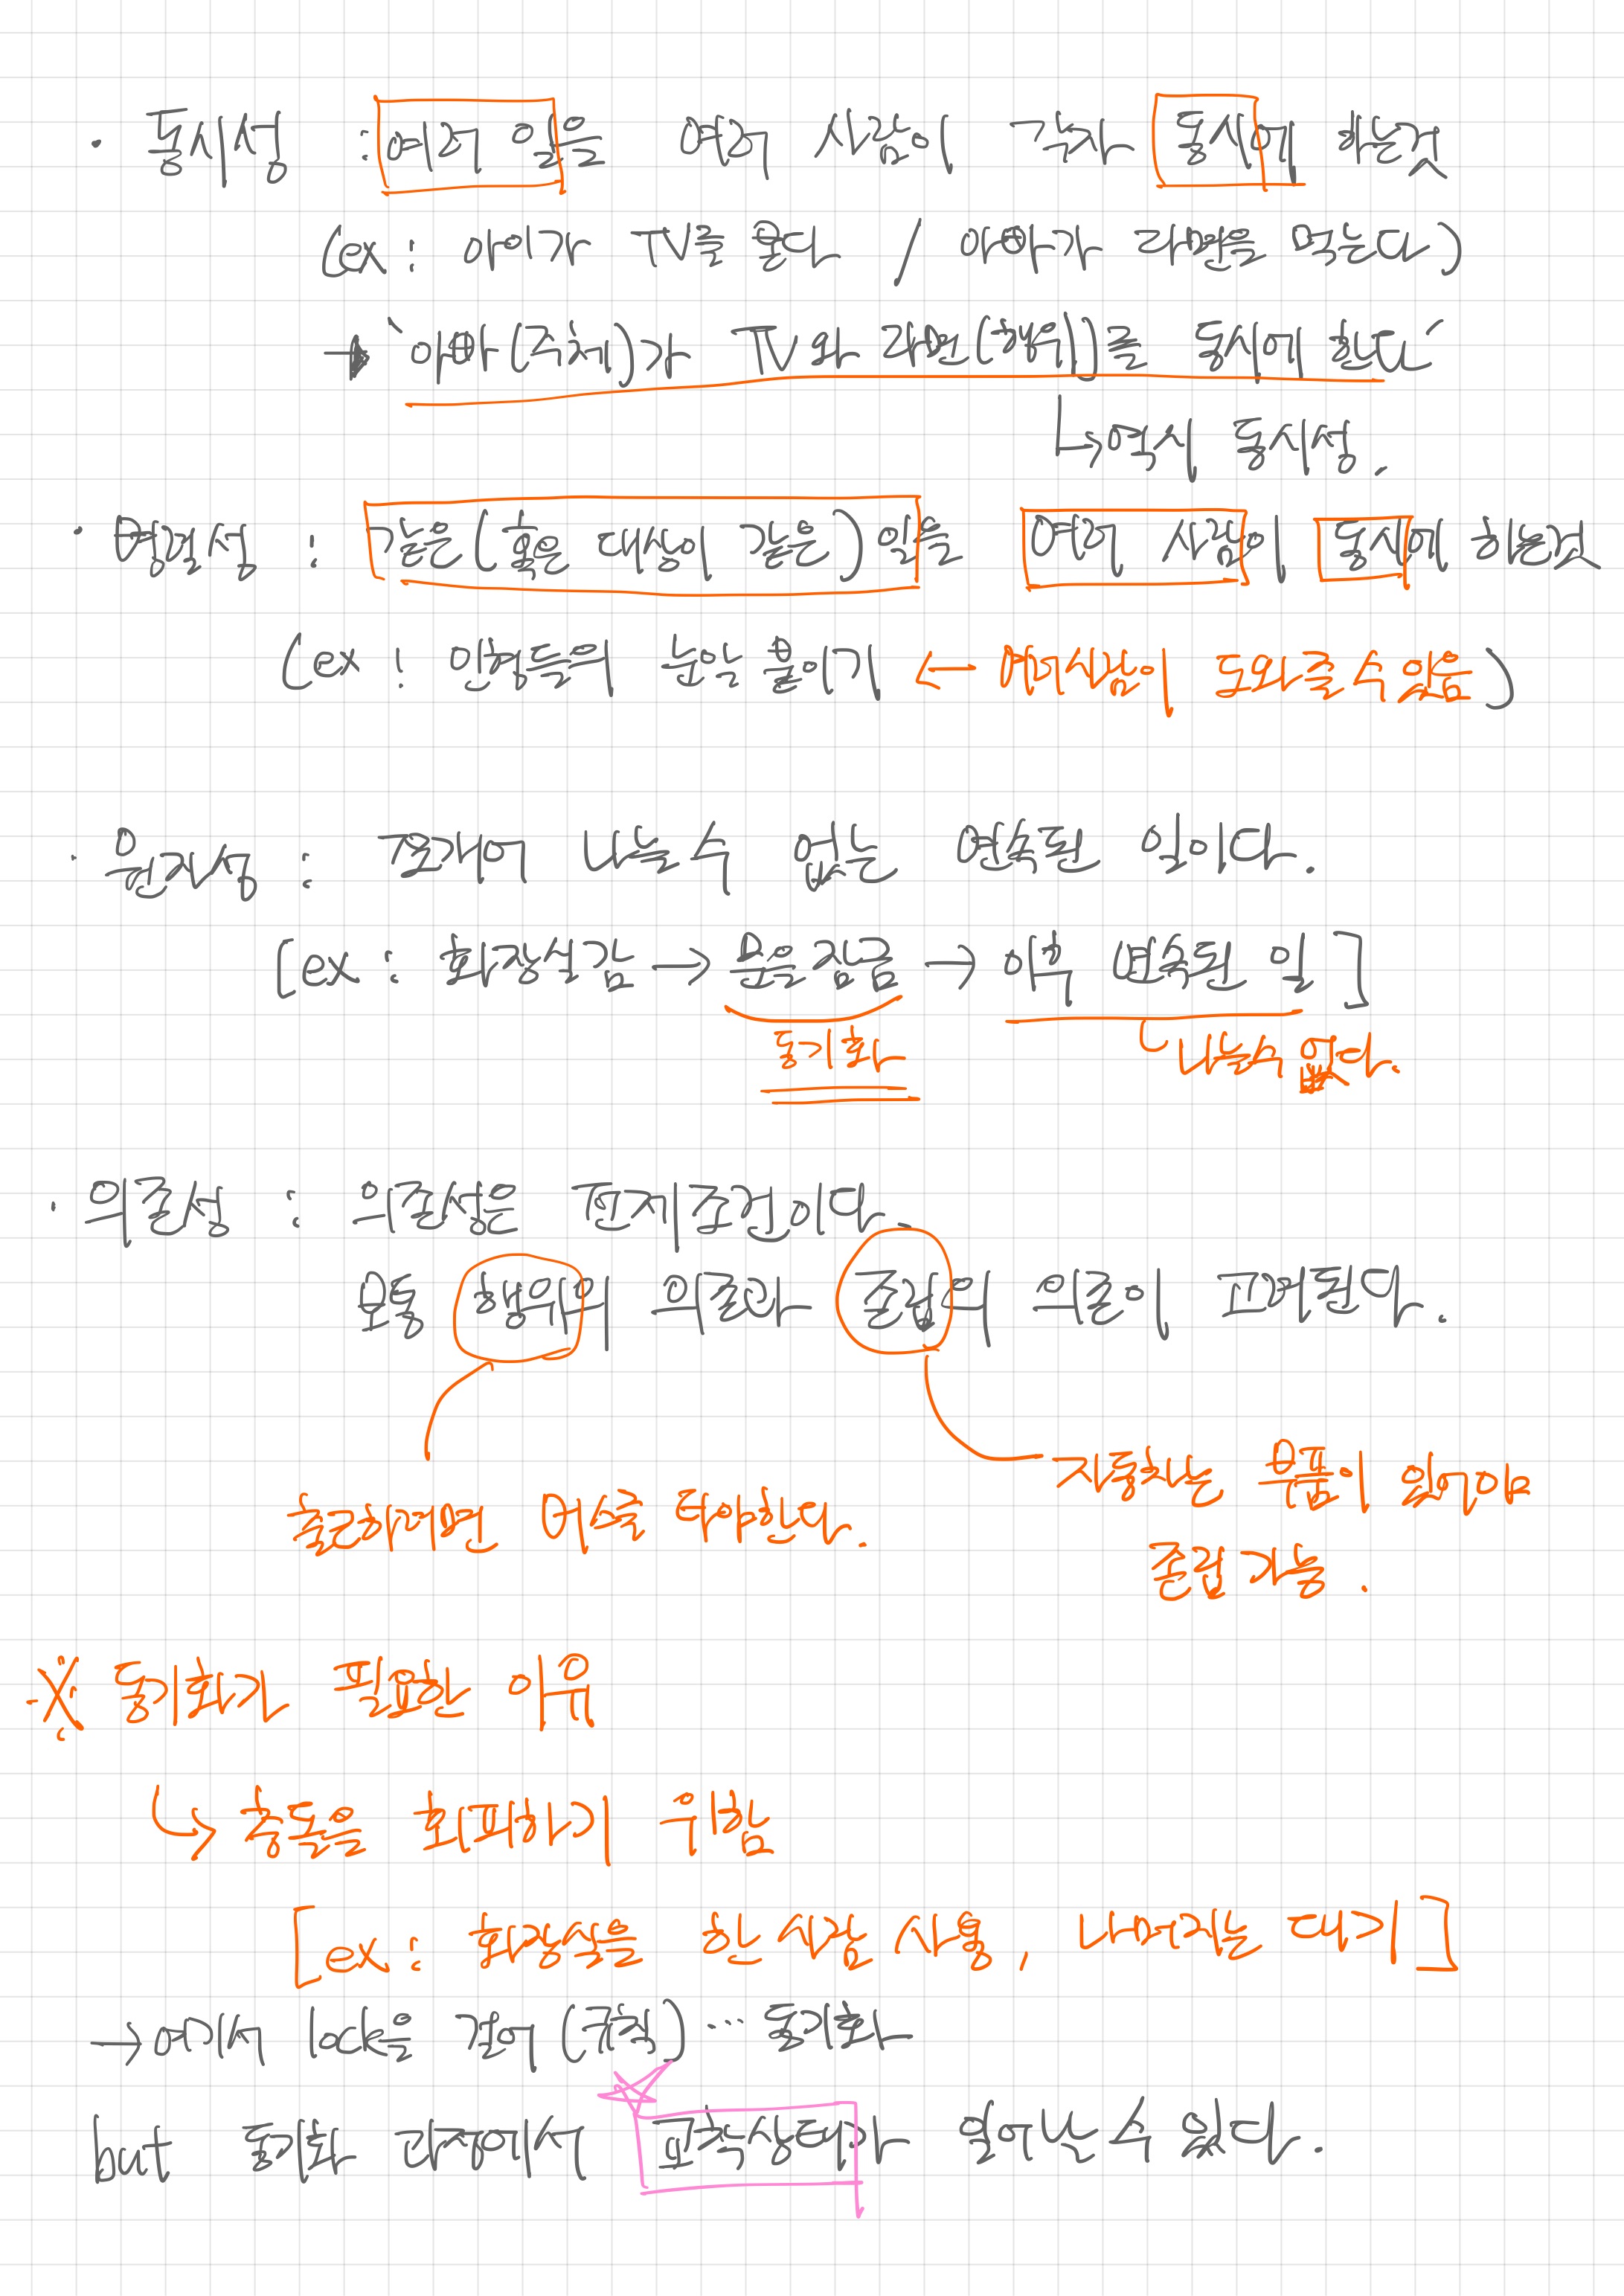 · 동시성 : 여러 일을 여러 사람이 각자 동시에 하는것
(ex : 아이가 TV를 본다 / 아빠가 라면을 먹는다)
→ `아빠(주체)가 TV와 라면(행위)를 동시에 한다´
↳ 역시 동시성.
· 병렬성 : 같은(혹은 대상이 같은) 일을 여러 사람이 동시에 하는것
(ex : 인형들의 눈알 붙이기 ← 여러사람이 도와줄 수 있음)
· 원자성 : 쪼개어 나눌 수 없는 연속된 일이다.
[ex : 화장실감 → 문을 잠금 → 이후 연속된 일]
동기화
나눌수 없다.
· 의존성 : 의존성은 전제조건이다.
보통 행위의 의존과 존립의 의존이 고려된다.
출근하려면 버스를 타야한다.
자동차는 부품이 있어야
존립 가능.
※ 동기화가 필요한 이유
↳ 충돌을 회피하기 위함
[ex : 화장실을 한 사람 사용, 나머지는 대기]
→ 여기서 lock을 걸어 (규칙) … 동기화
but 동기화 과정에서 교착상태가 일어날 수 있다.